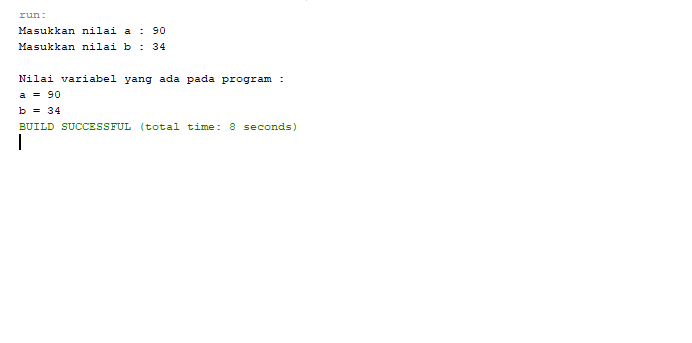 run:
Masukkan nilai a : 90
Masukkan nilai b : 34
Nilai variabel yang ada pada program :
a = 90
b = 34
BUILD SUCCESSFUL (total time: 8 seconds)